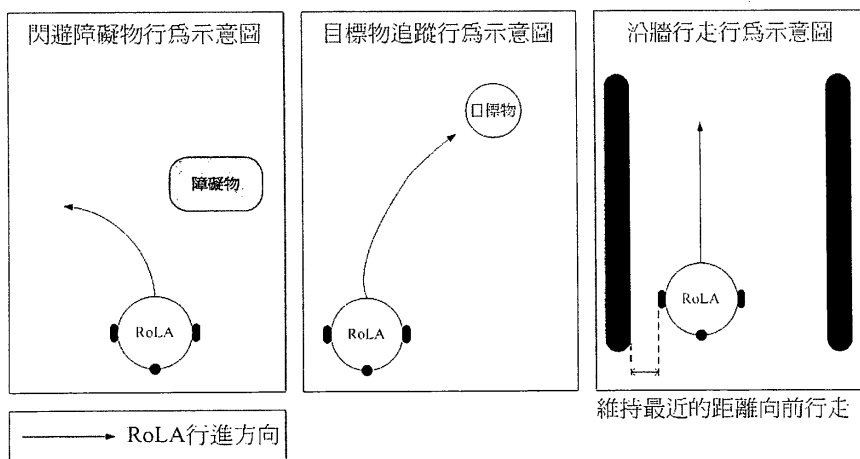 閃避障礙物行為示意圖
障礙物
RoLA
目標物追蹤行為示意圖
目標物
RoLA
沿牆行走行為示意圖
RoLA
維持最近的距離向前行走
RoLA行進方向